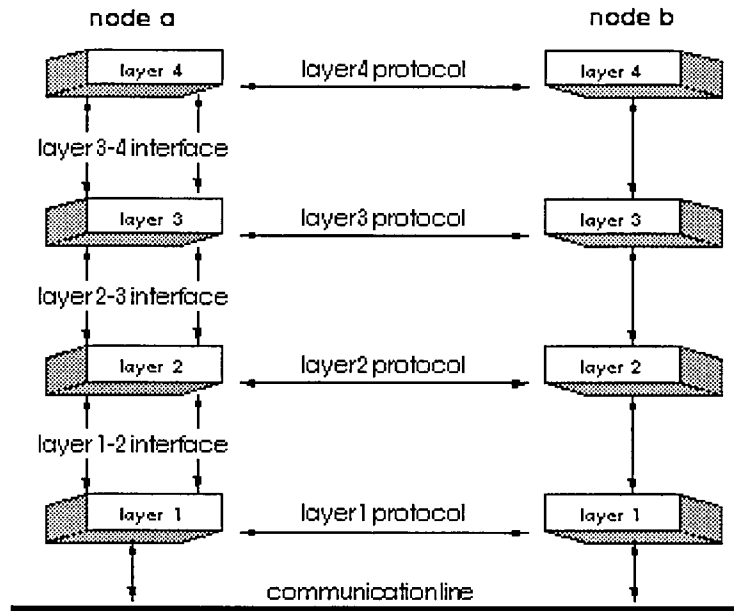 node a node b
layer 4 layer4 protocol layer 4
layer 3-4 interface
layer 3 layer3 protocol layer 3
layer 2-3 interface
layer 2 layer2 protocol layer 2
layer 1-2 interface
layer 1 layer1 protocol layer 1
communication line